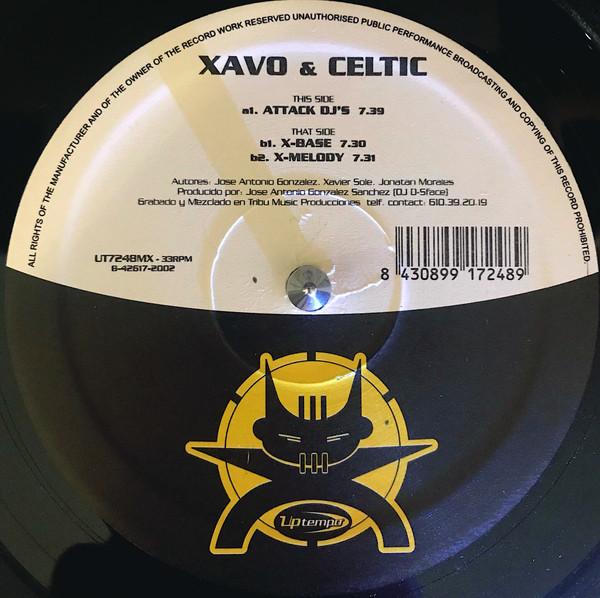 ALL RIGHTS OF THE MANUFACTURER AND OF THE OWNER OF THE RECORD WORK RESERVED UNAUTHORISED PUBLIC PERFORMANCE BROADCASTING AND COPYING OF THIS RECORD PROHIBITED.
XAVO & CELTIC
THIS SIDE
a1. ATTACK DJ'S 7.39
THAT SIDE
b1. X-BASE 7.30
b2. X-MELODY 7.31
Autores: Jose Antonio Gonzalez, Xavier Sole, Jonatan Morales
Producido por: Jose Antonio Gonzalez Sanchez (DJ D-Sface)
Grabado y Mezclado en Tribu Music Producciones telf. contact: 610.39.20.19
UT7248MX - 33RPM
B-42617-2002
8 430899 172489
Uptempo